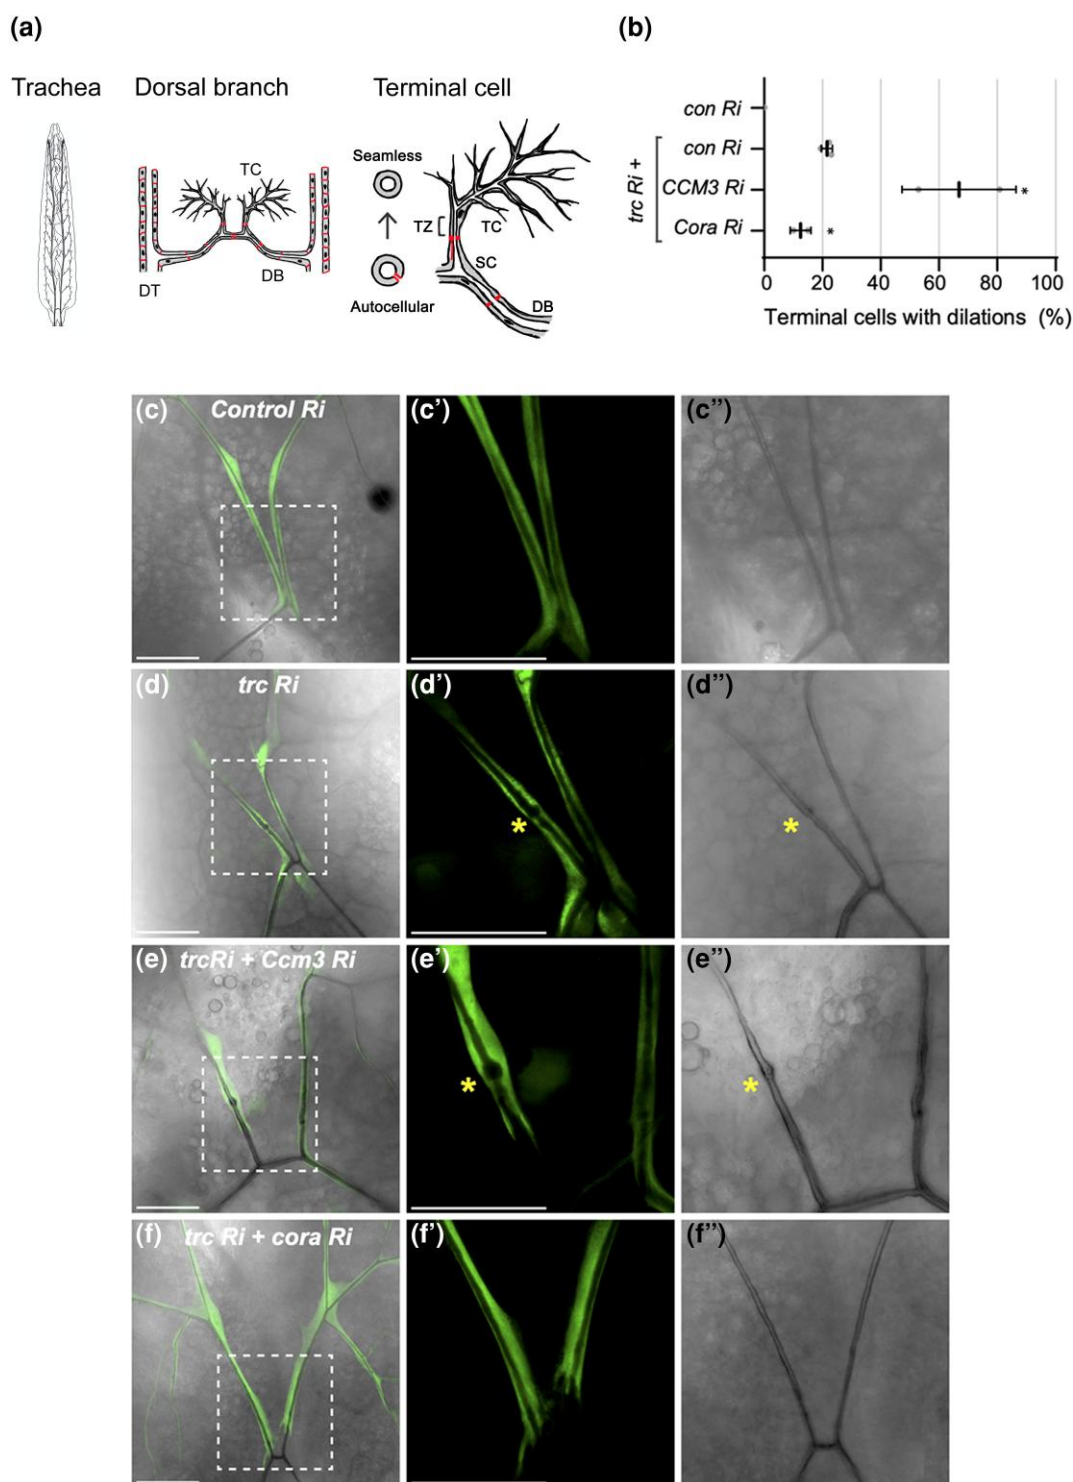 (a)
Trachea
Dorsal branch
Terminal cell
TC
DT
DB
Seamless
Autocellular
TZ
TC
SC
DB
(b)
con Ri
trc Ri +
con Ri
CCM3 Ri
*
Cora Ri
*
0 20 40 60 80 100
Terminal cells with dilations (%)
(c) Control Ri
(c')
(c'')
(d) trc Ri
(d')
*
(d'')
*
(e) trcRi + Ccm3 Ri
(e')
*
(e'')
*
(f) trc Ri + cora Ri
(f')
(f'')